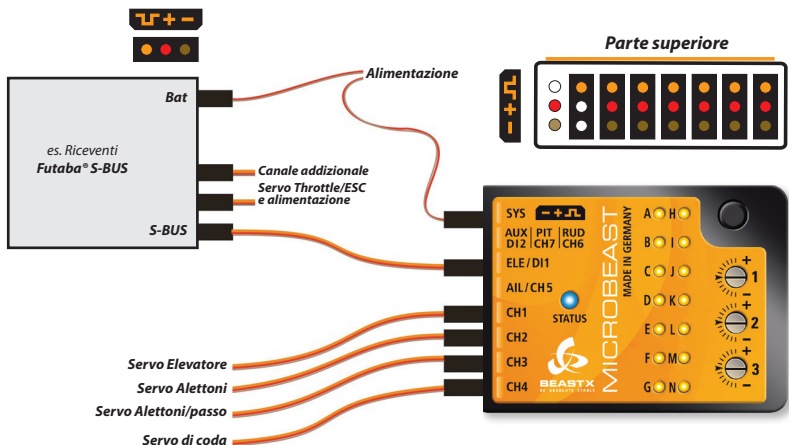 Parte superiore
Bat
Alimentazione
es. Riceventi
Futaba® S-BUS
Canale addizionale
Servo Throttle/ESC
e alimentazione
S-BUS
SYS
AUX | PIT | RUD
DI2 | CH7 | CH6
ELE/DI1
AIL/CH5
CH1
CH2
CH3
CH4
STATUS
BEASTX
MICROBEAST
MADE IN GERMANY
A H
B I
C J
D K
E L
F M
G N
+ 1 -
+ 2 -
+ 3 -
Servo Elevatore
Servo Alettoni
Servo Alettoni/passo
Servo di coda